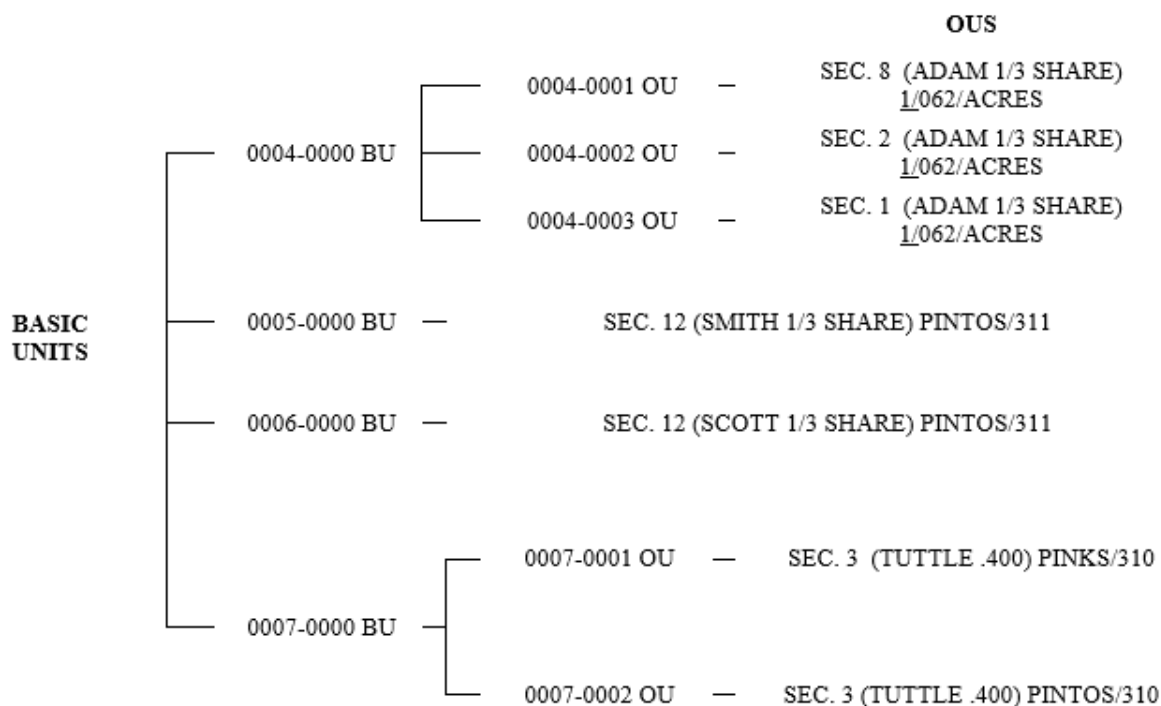 OUS
0004-0001 OU – SEC. 8 (ADAM 1/3 SHARE)
1/062/ACRES
0004-0000 BU 0004-0002 OU – SEC. 2 (ADAM 1/3 SHARE)
1/062/ACRES
0004-0003 OU – SEC. 1 (ADAM 1/3 SHARE)
1/062/ACRES
BASIC
UNITS
0005-0000 BU – SEC. 12 (SMITH 1/3 SHARE) PINTOS/311
0006-0000 BU – SEC. 12 (SCOTT 1/3 SHARE) PINTOS/311
0007-0001 OU – SEC. 3 (TUTTLE .400) PINKS/310
0007-0000 BU
0007-0002 OU – SEC. 3 (TUTTLE .400) PINTOS/310